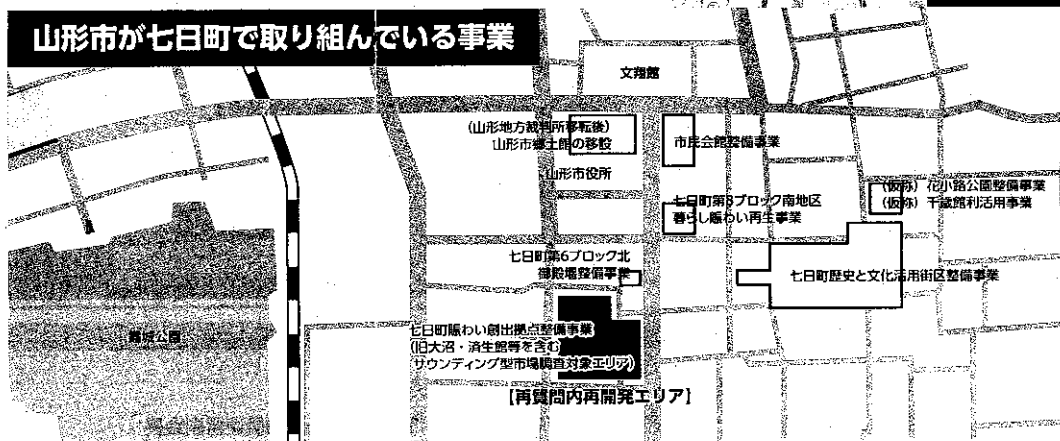 山形市が七日町で取り組んでいる事業
文翔館
(山形地方裁判所移転後)
山形市郷土館の移設
市民会館整備事業
山形市役所
(仮称) 花小路公園整備事業
(仮称) 千歳館利活用事業
七日町第8ブロック南地区
暮らし賑わい再生事業
七日町第6ブロック北
御殿堰整備事業
七日町歴史と文化活用街区整備事業
霞城公園
七日町賑わい創出拠点整備事業
(旧大沼・済生館等を含む
サウンディング型市場調査対象エリア)
【再質問内再開発エリア】